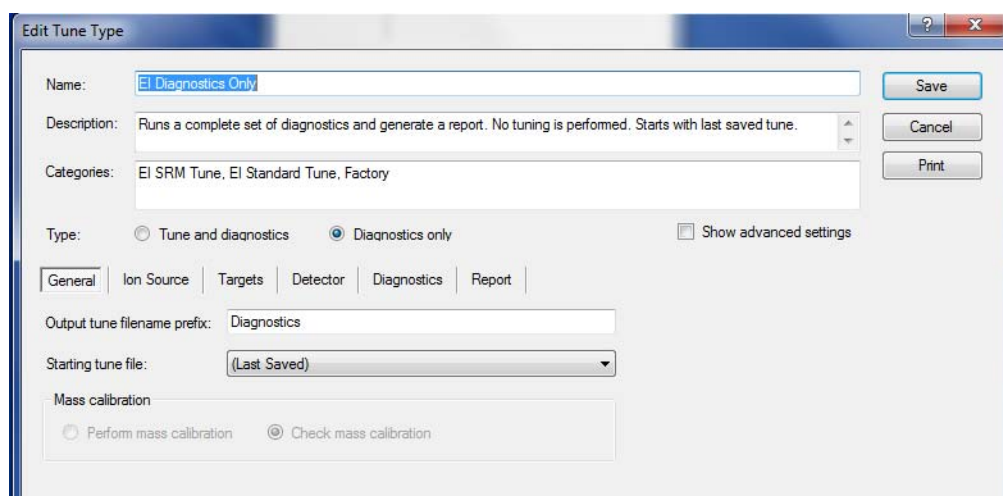 Edit Tune Type
Name: EI Diagnostics Only
Save
Description: Runs a complete set of diagnostics and generate a report. No tuning is performed. Starts with last saved tune.
Cancel
Categories: EI SRM Tune, EI Standard Tune, Factory
Print
Type: Tune and diagnostics Diagnostics only Show advanced settings
General Ion Source Targets Detector Diagnostics Report
Output tune filename prefix: Diagnostics
Starting tune file: (Last Saved)
Mass calibration
Perform mass calibration Check mass calibration